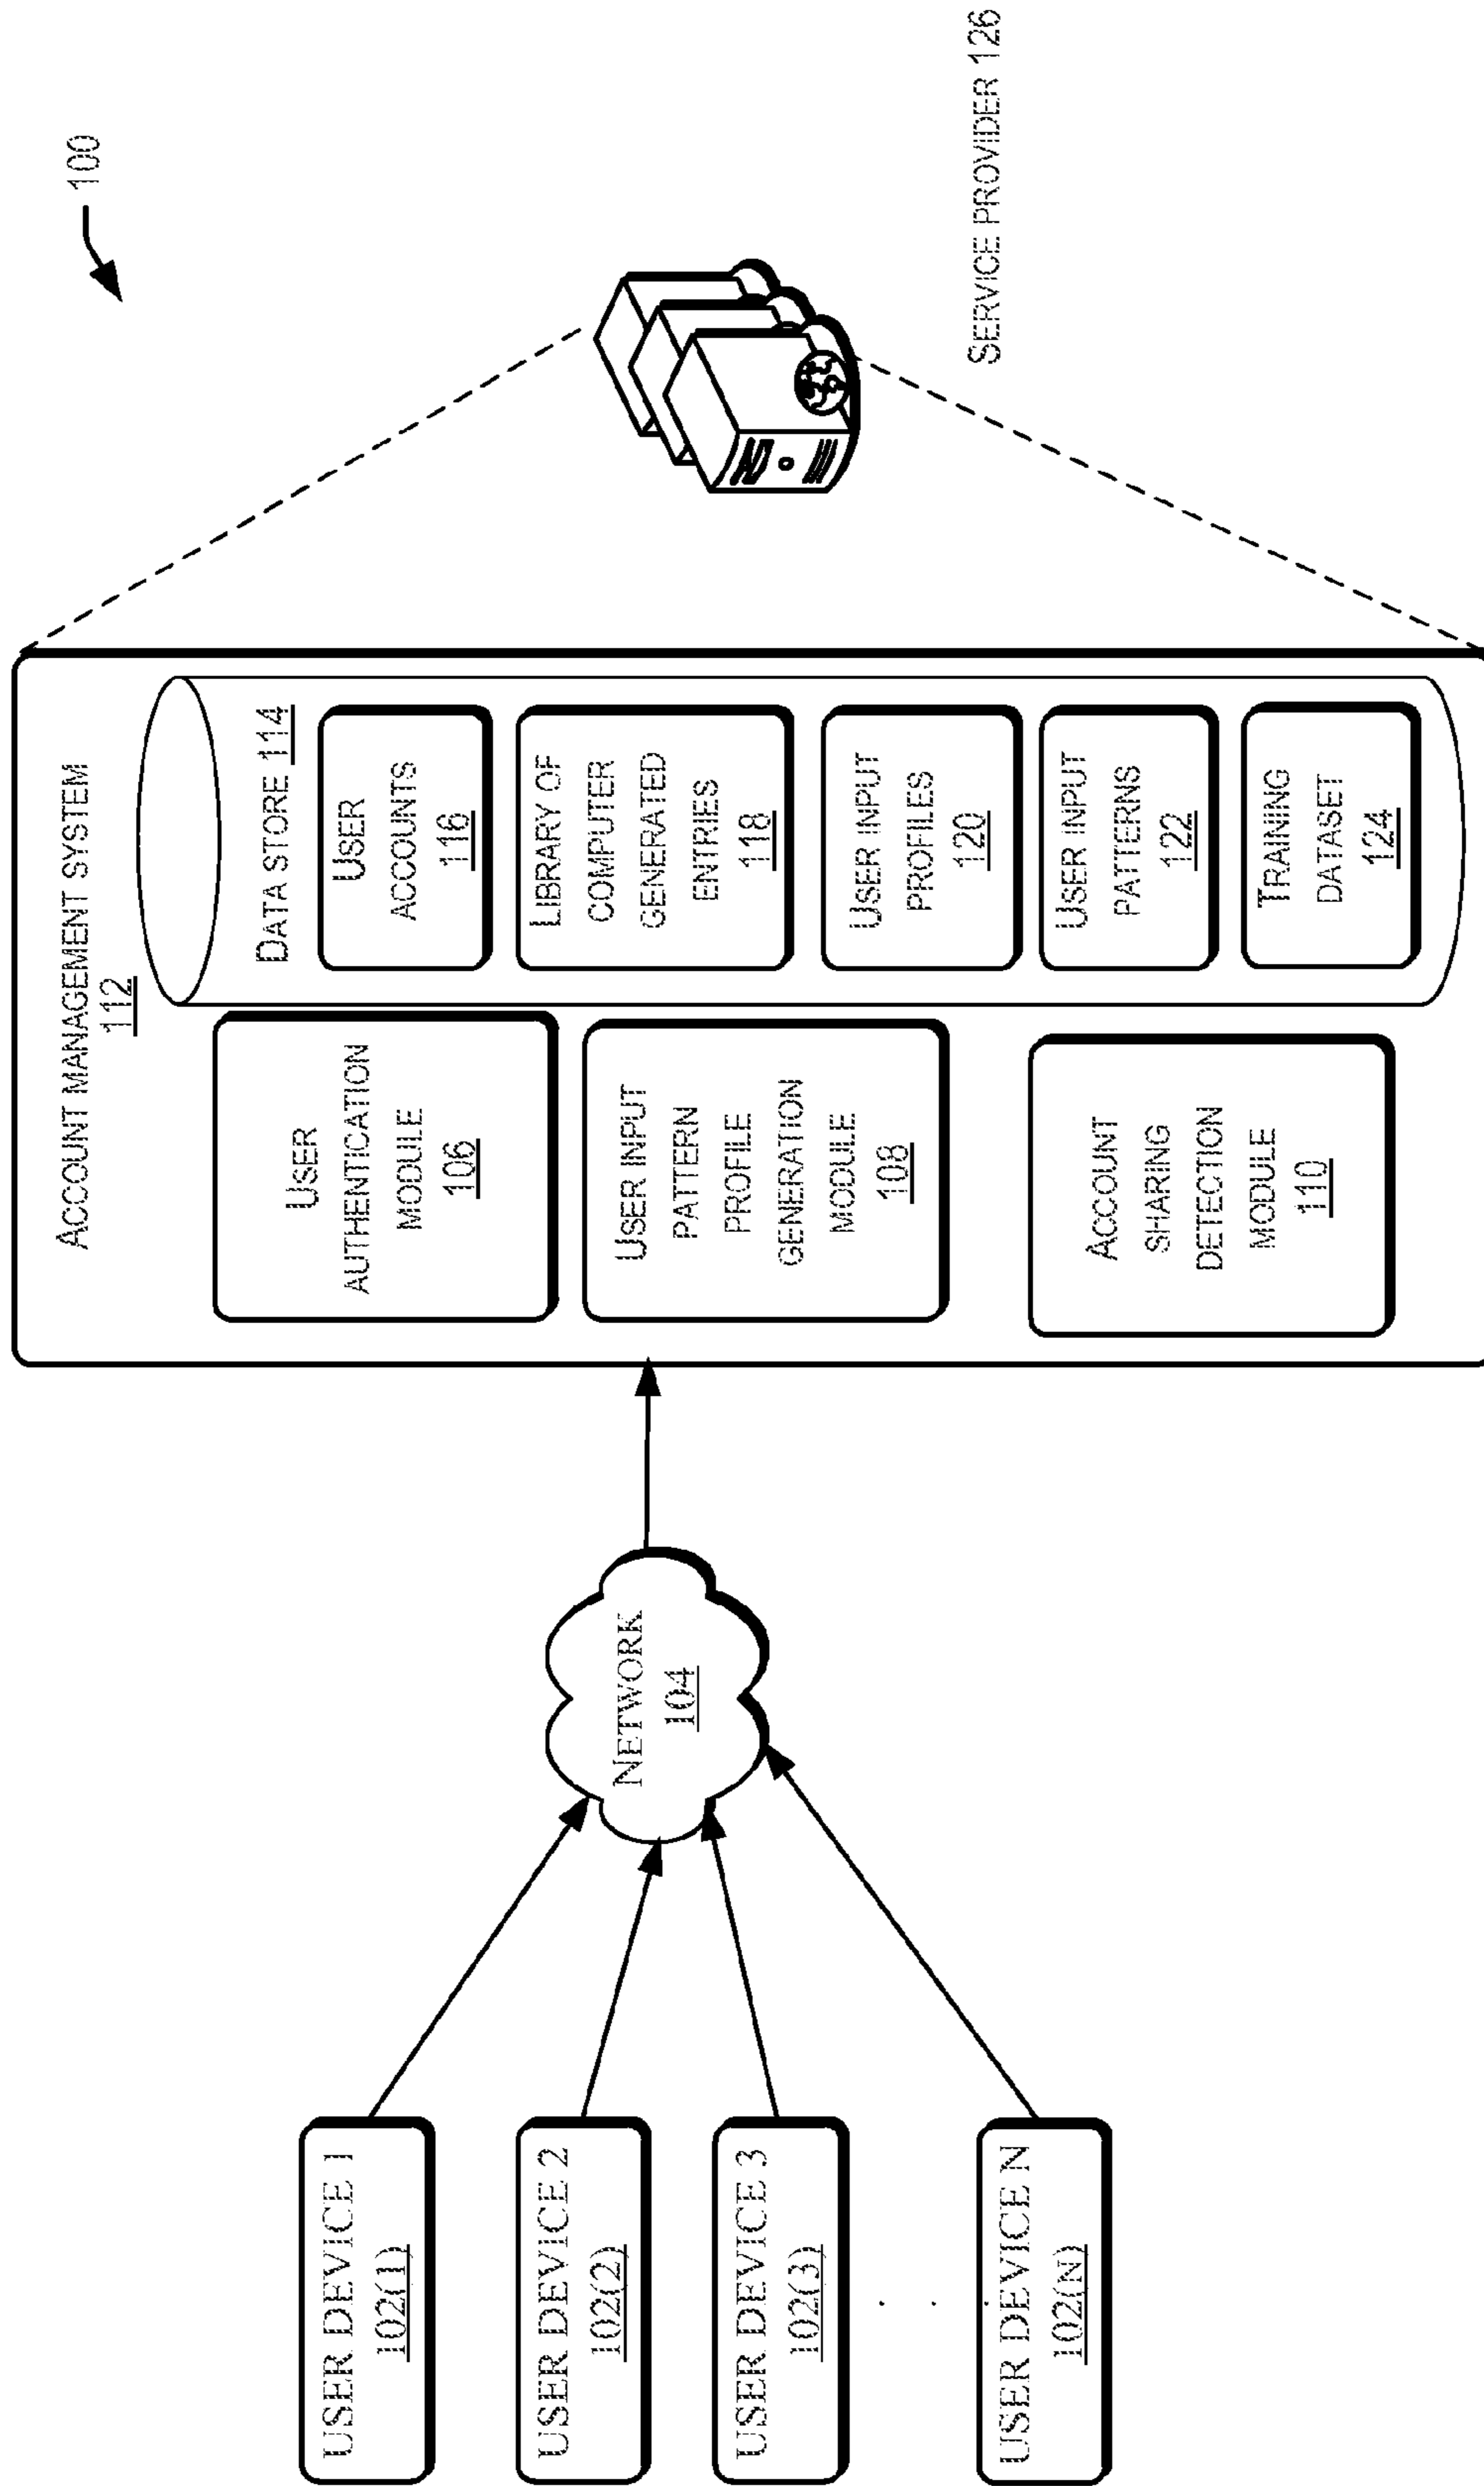 100
USER DEVICE 1
102(1)
USER DEVICE 2
102(2)
USER DEVICE 3
102(3)
. . .
USER DEVICE N
102(N)
NETWORK
104
ACCOUNT MANAGEMENT SYSTEM
112
USER
AUTHENTICATION
MODULE
106
USER INPUT
PATTERN
PROFILE
GENERATION
MODULE
108
ACCOUNT
SHARING
DETECTION
MODULE
110
DATA STORE 114
USER
ACCOUNTS
116
LIBRARY OF
COMPUTER
GENERATED
ENTRIES
118
USER INPUT
PROFILES
120
USER INPUT
PATTERNS
122
TRAINING
DATASET
124
SERVICE PROVIDER 126